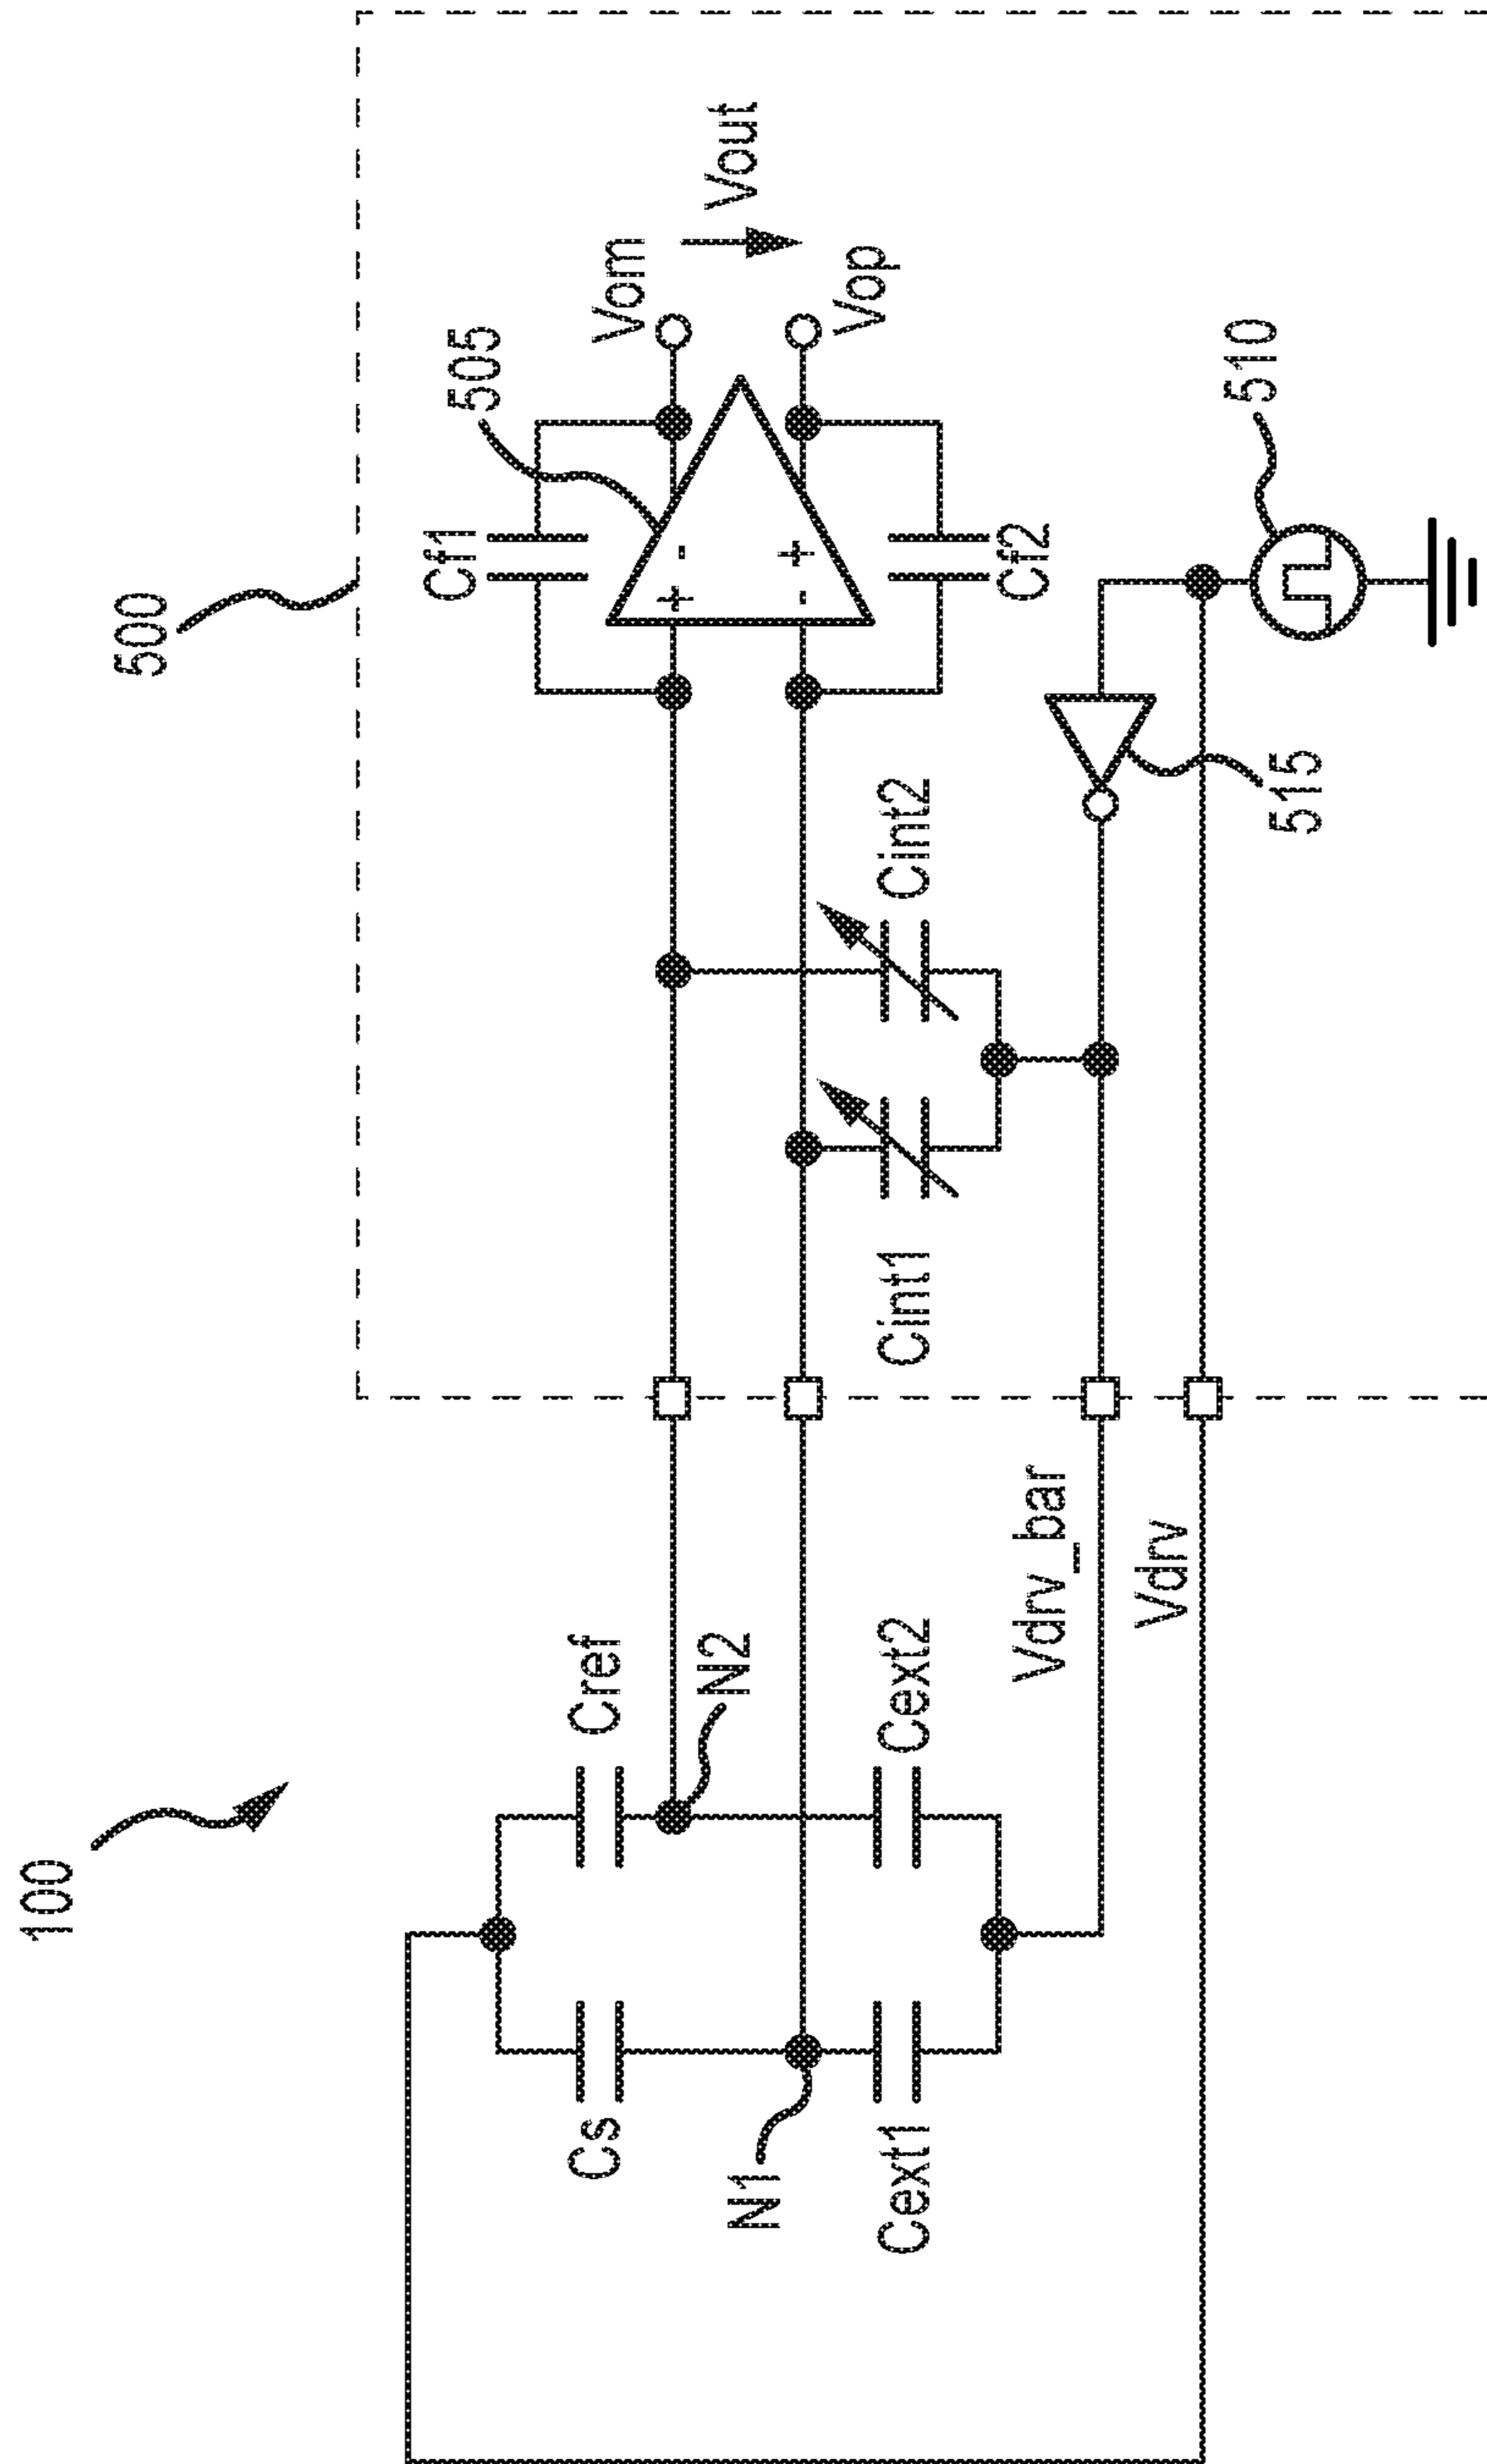 100
500
505
Cf1
Vom
Vout
Vop
+ -
- +
Cf2
Cref
Cs
N2
N1
Cext1
Cext2
Cint1
Cint2
Vdrv_bar
Vdrv
515
510